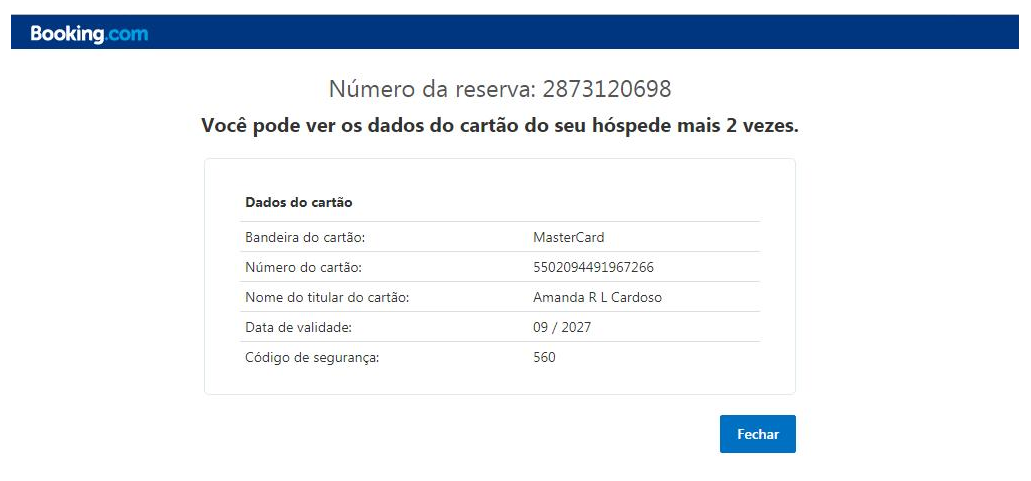 Booking.com
Número da reserva: 2873120698
Você pode ver os dados do cartão do seu hóspede mais 2 vezes.
Dados do cartão
Bandeira do cartão: MasterCard
Número do cartão: 5502094491967266
Nome do titular do cartão: Amanda R L Cardoso
Data de validade: 09 / 2027
Código de segurança: 560
Fechar